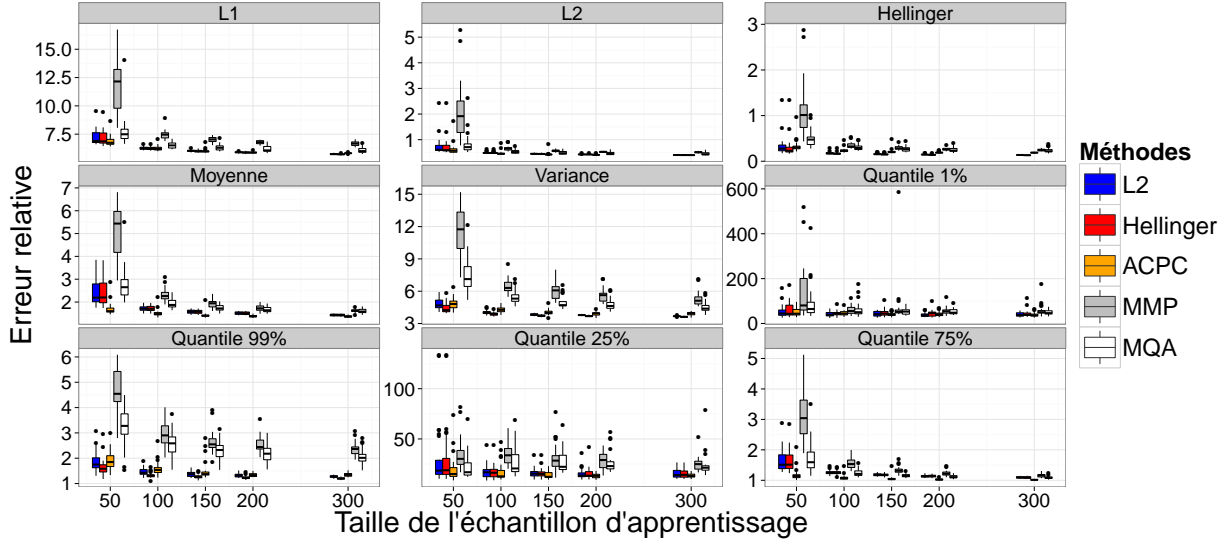 L1
L2
Hellinger
15.0
12.5
10.0
7.5
5
4
3
2
1
3
2
1
0
Moyenne
Variance
Quantile 1%
7
6
5
4
3
2
15
12
9
6
3
600
400
200
0
Quantile 99%
Quantile 25%
Quantile 75%
6
5
4
3
2
1
100
50
5
4
3
2
1
50 100 150 200 300
50 100 150 200 300
50 100 150 200 300
Erreur relative
Taille de l'échantillon d'apprentissage
Méthodes
L2
Hellinger
ACPC
MMP
MQA